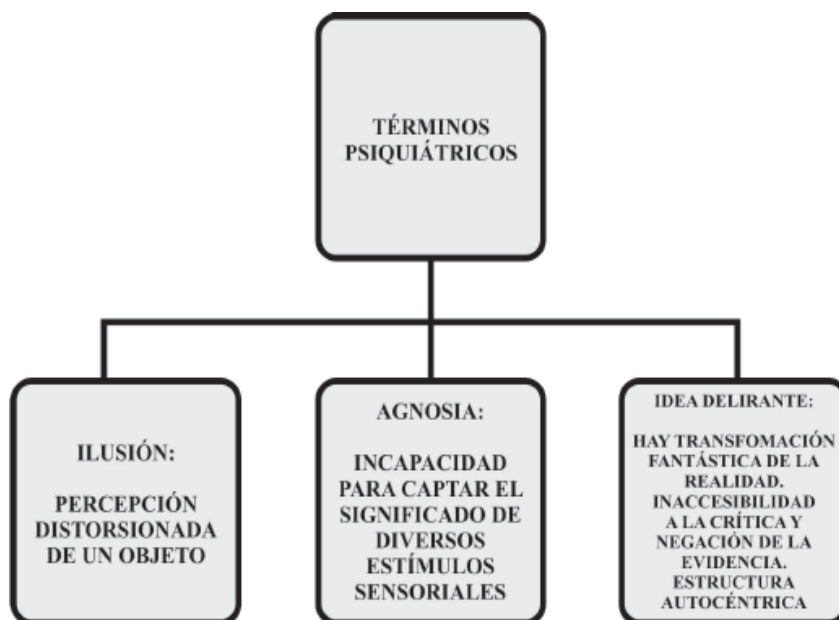 TÉRMINOS
PSIQUIÁTRICOS
ILUSIÓN:
PERCEPCIÓN
DISTORSIONADA
DE UN OBJETO
AGNOSIA:
INCAPACIDAD
PARA CAPTAR EL
SIGNIFICADO DE
DIVERSOS
ESTÍMULOS
SENSORIALES
IDEA DELIRANTE:
HAY TRANSFOMACIÓN
FANTÁSTICA DE LA
REALIDAD.
INACCESIBILIDAD
A LA CRÍTICA Y
NEGACIÓN DE LA
EVIDENCIA.
ESTRUCTURA
AUTOCÉNTRICA